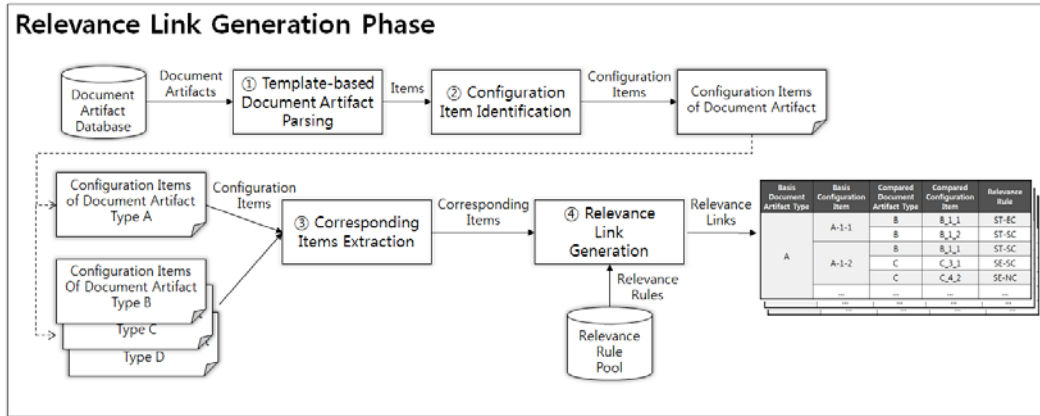 Relevance Link Generation Phase
Document
Artifact
Database
Document
Artifacts
① Template-based
Document Artifact
Parsing
Items
② Configuration
Item Identification
Configuration
Items
Configuration Items
of Document Artifact
Configuration Items
of Document Artifact
Type A
Configuration
Items
Configuration Items
Of Document Artifact
Type B
Type C
Type D
③ Corresponding
Items Extraction
Corresponding
Items
④ Relevance
Link
Generation
Relevance
Rules
Relevance
Rule
Pool
Relevance
Links
Basis
Document
Artifact Type
Basis
Configuration
Item
Compared
Document
Artifact Type
Compared
Configuration
Item
Relevance
Rule
A
A-1-1
B B_1_1 ST-EC
B B_1_2 ST-SC
A-1-2
B B_1_1 ST-SC
C C_3_1 SE-SC
C C_4_2 SE-NC
... ... ... ...
... ... ... ...